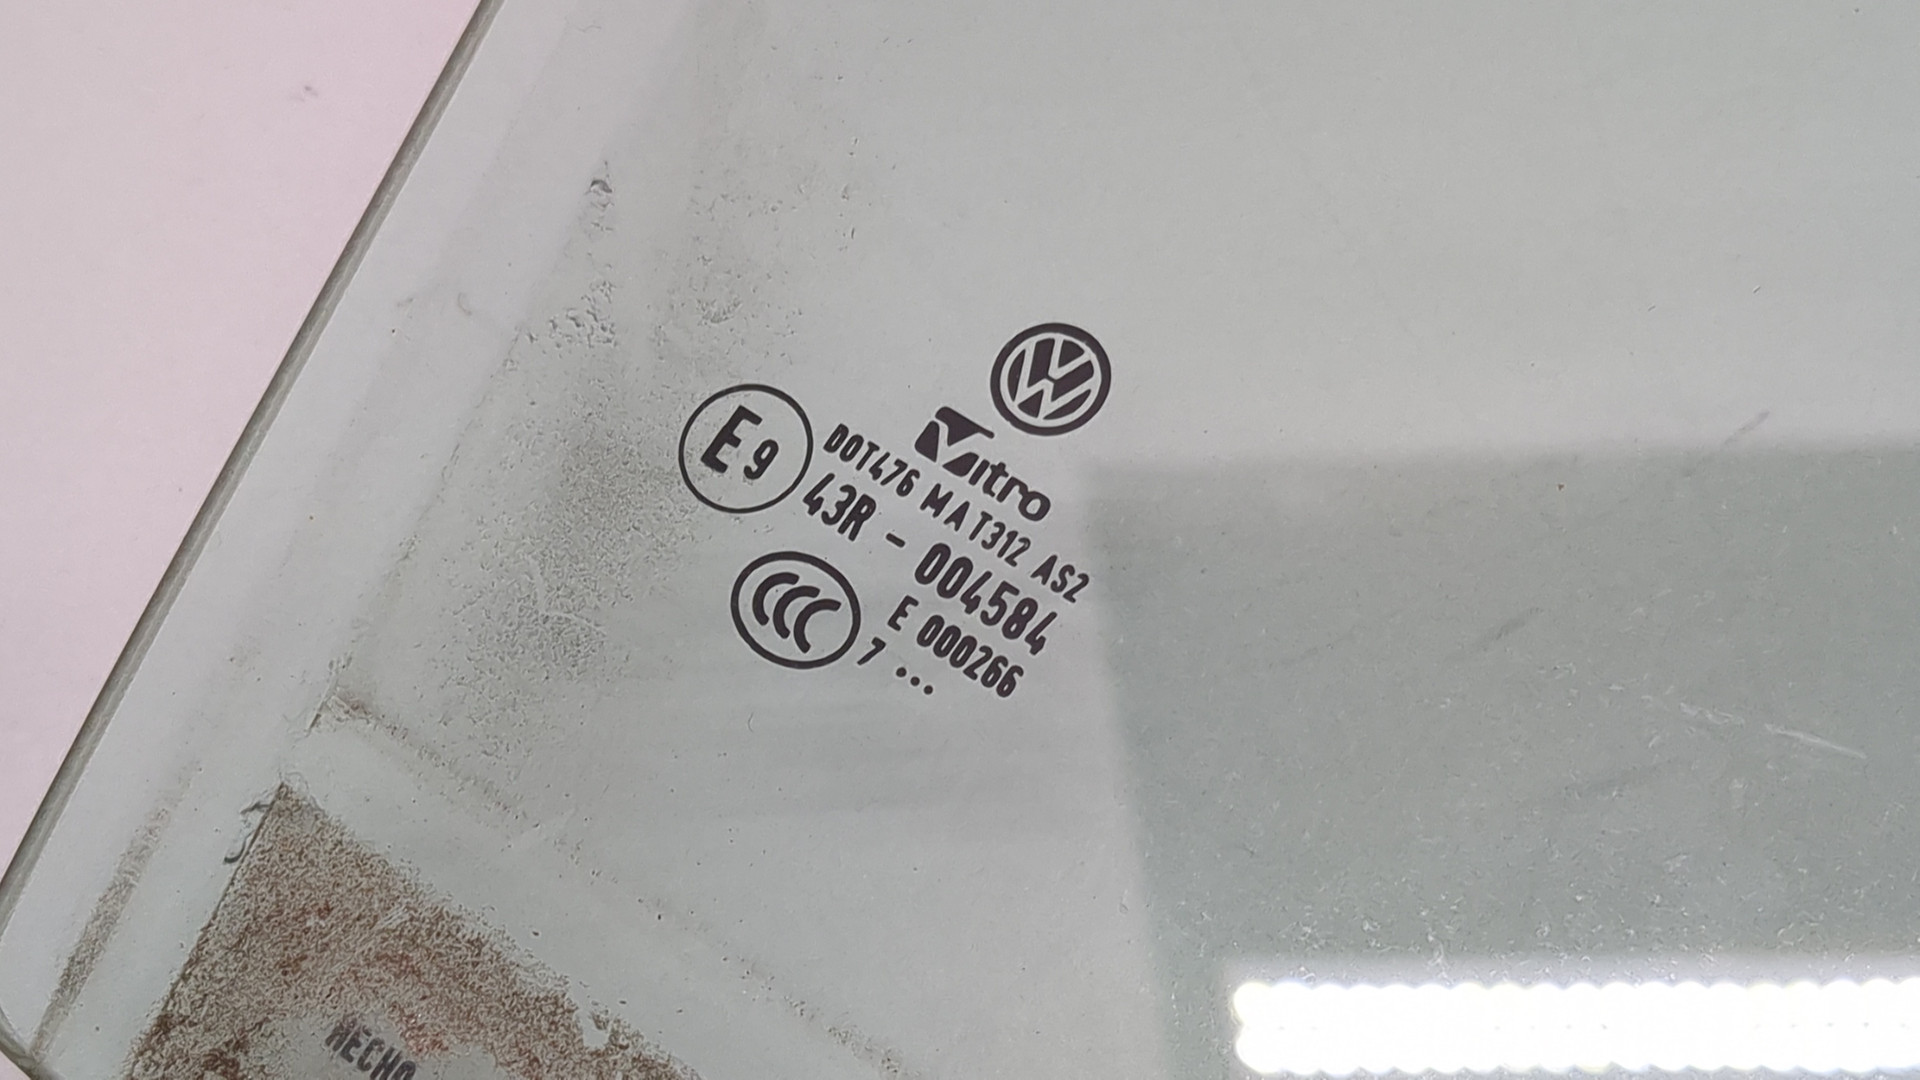 Vitro
E9
DOT476 MAT312 AS2
43R - 004584
CCC
E 000266
7 ...
HECHO